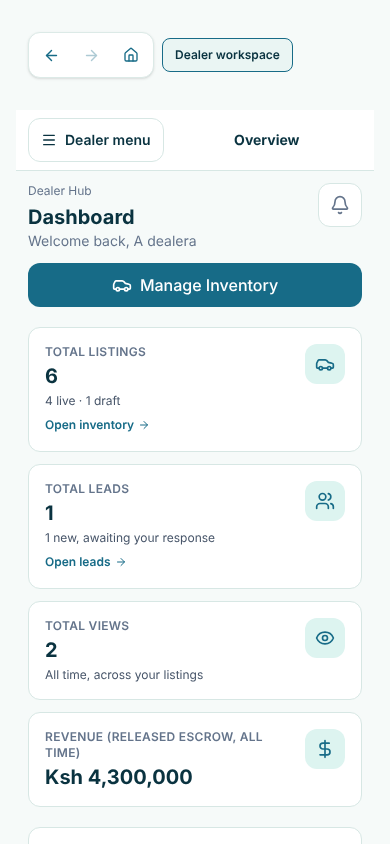 Dealer workspace
Dealer menu
Overview
Dealer Hub
Dashboard
Welcome back, A dealera
Manage Inventory
TOTAL LISTINGS
6
4 live · 1 draft
Open inventory →
TOTAL LEADS
1
1 new, awaiting your response
Open leads →
TOTAL VIEWS
2
All time, across your listings
REVENUE (RELEASED ESCROW, ALL
TIME)
Ksh 4,300,000